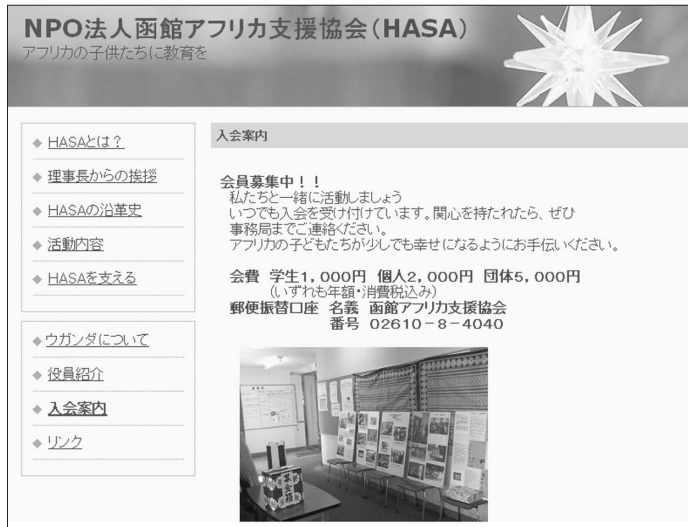 NPO法人函館アフリカ支援協会(HASA)
アフリカの子供たちに教育を
◆ HASAとは？
◆ 理事長からの挨拶
◆ HASAの沿革史
◆ 活動内容
◆ HASAを支える
◆ ウガンダについて
◆ 役員紹介
◆ 入会案内
◆ リンク
入会案内
会員募集中！！
私たちと一緒に活動しましょう
いつでも入会を受け付けています。関心を持たれたら、ぜひ
事務局までご連絡ください。
アフリカの子どもたちが少しでも幸せになるようにお手伝いください。
会費 学生1,000円 個人2,000円 団体5,000円
(いずれも年額・消費税込み)
郵便振替口座 名義 函館アフリカ支援協会
番号 02610－8－4040
募金箱